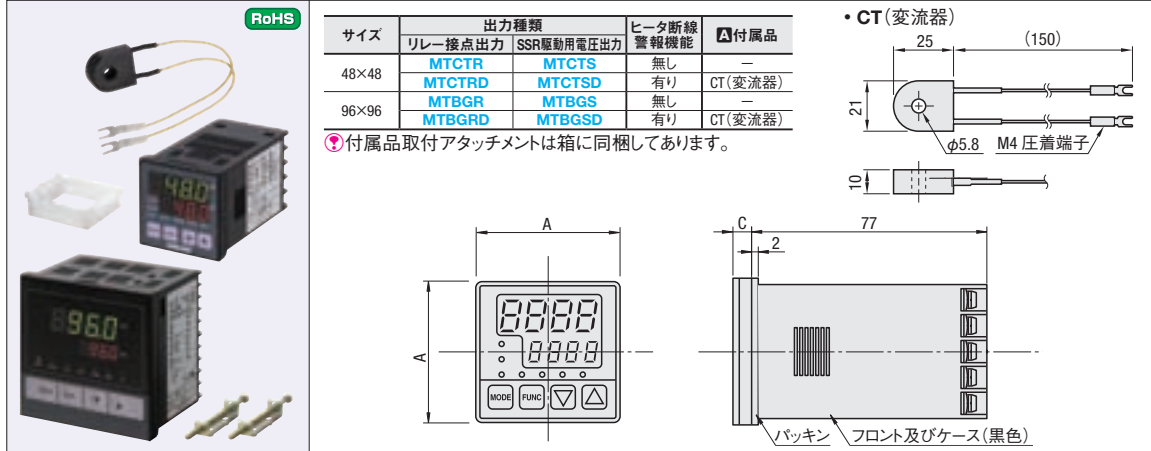 RoHS
サイズ 出力種類 ヒータ断線警報機能 A付属品
リレー接点出力 SSR駆動用電圧出力
48×48 MTCTR MTCTS 無し －
MTCTRD MTCTSD 有り CT(変流器)
96×96 MTBGR MTBGS 無し －
MTBGRD MTBGSD 有り CT(変流器)
付属品取付アタッチメントは箱に同梱してあります。
・CT(変流器)
25 (150)
21
φ5.8 M4 圧着端子
10
A C 77
2
A
8888
8888
MODE FUNC
パッキン フロント及びケース(黒色)
48.0
96.0